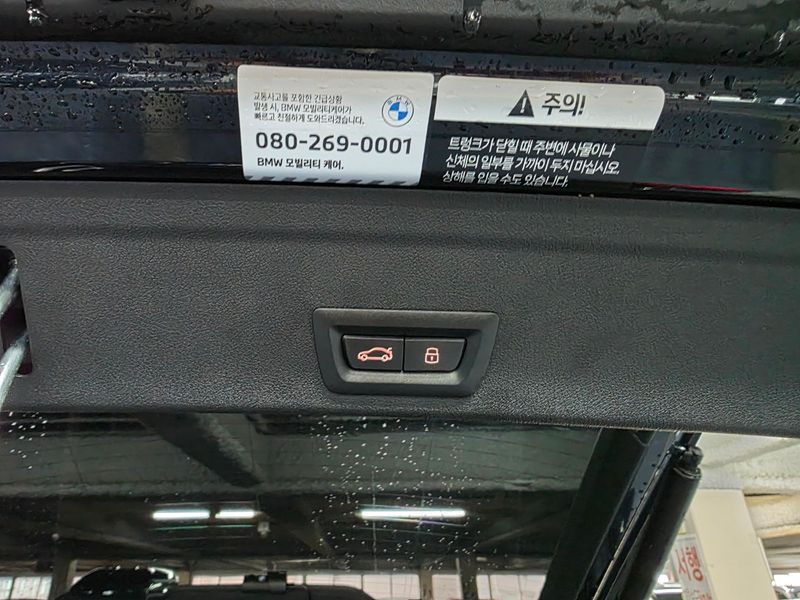 교통사고를 포함한 긴급상황
발생 시, BMW 모빌리티케어가
빠르고 친절하게 도와드리겠습니다.
080-269-0001
BMW 모빌리티 케어.
BMW
주의!
트렁크가 닫힐 때 주변에 사물이나
신체의 일부를 가까이 두지 마십시오.
상해를 입을 수도 있습니다.
서행